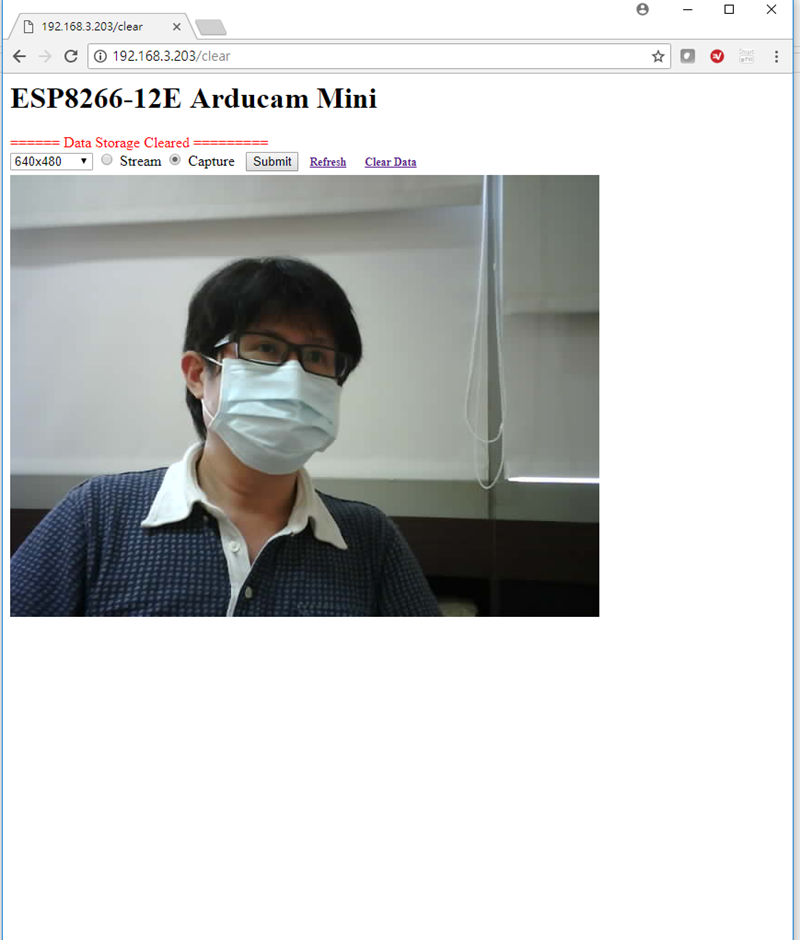 192.168.3.203/clear
192.168.3.203/clear
ESP8266-12E Arducam Mini
====== Data Storage Cleared =========
640x480 Stream Capture Submit Refresh Clear Data